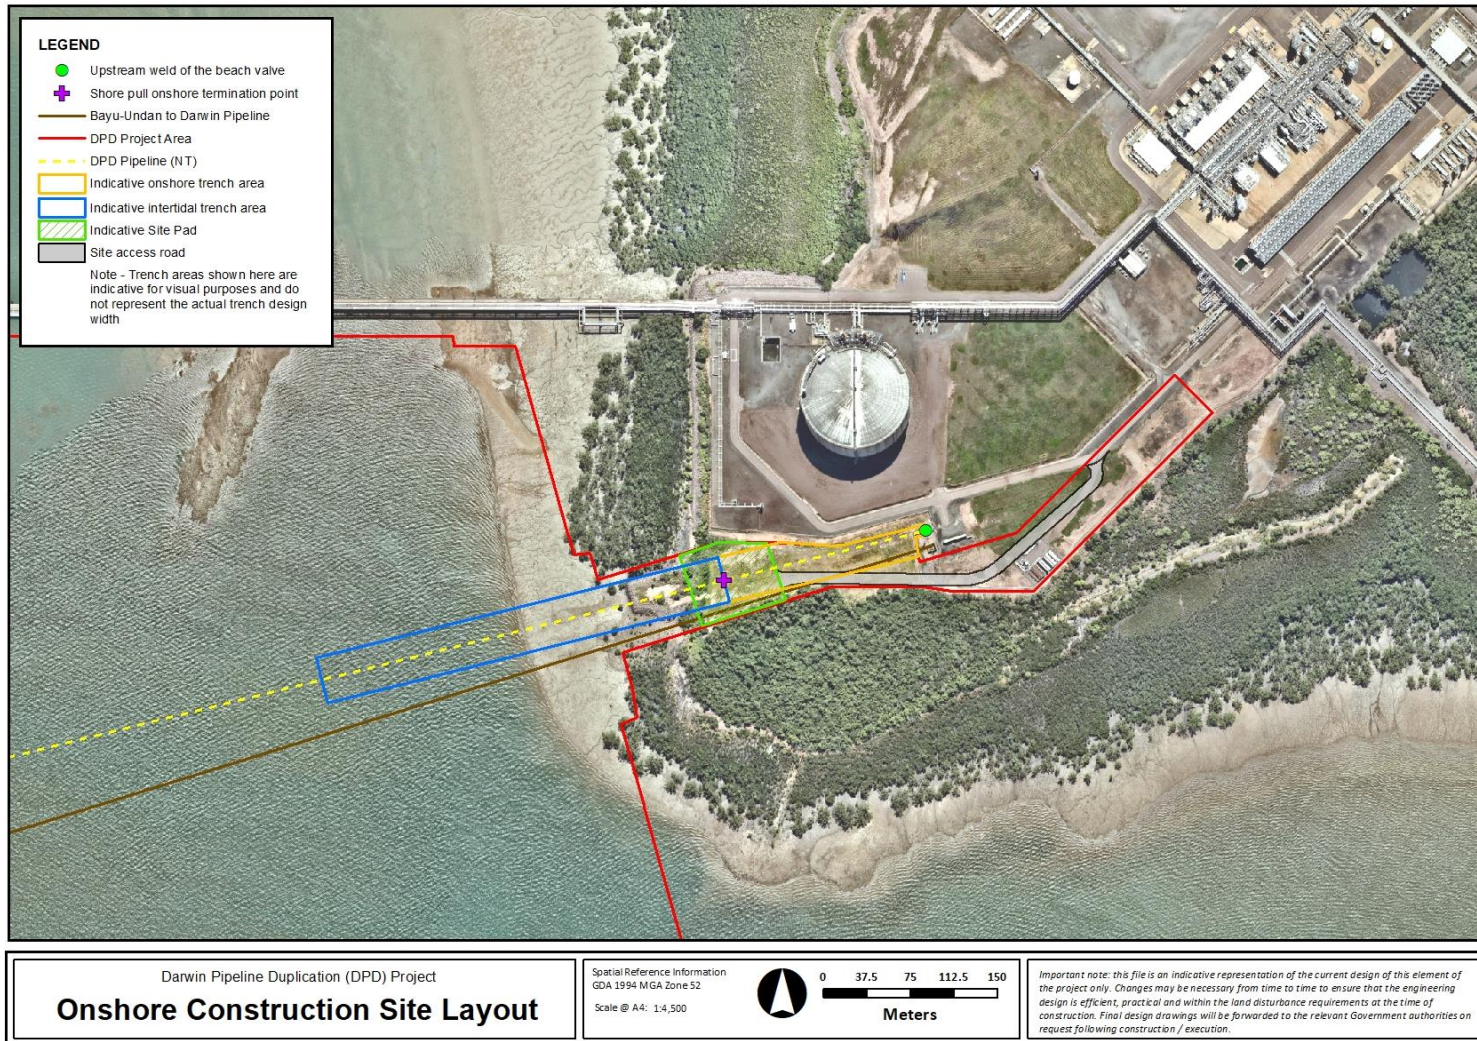 LEGEND
Upstream weld of the beach valve
Shore pull onshore termination point
Bayu-Undan to Darwin Pipeline
DPD Project Area
DPD Pipeline (NT)
Indicative onshore trench area
Indicative intertidal trench area
Indicative Site Pad
Site access road
Note - Trench areas shown here are
indicative for visual purposes and do
not represent the actual trench design
width
Darwin Pipeline Duplication (DPD) Project
Onshore Construction Site Layout
Spatial Reference Information
GDA 1994 MGA Zone 52
Scale @ A4: 1:4,500
0 37.5 75 112.5 150
Meters
Important note: this file is an indicative representation of the current design of this element of
the project only. Changes may be necessary from time to time to ensure that the engineering
design is efficient, practical and within the land disturbance requirements at the time of
construction. Final design drawings will be forwarded to the relevant Government authorities on
request following construction / execution.